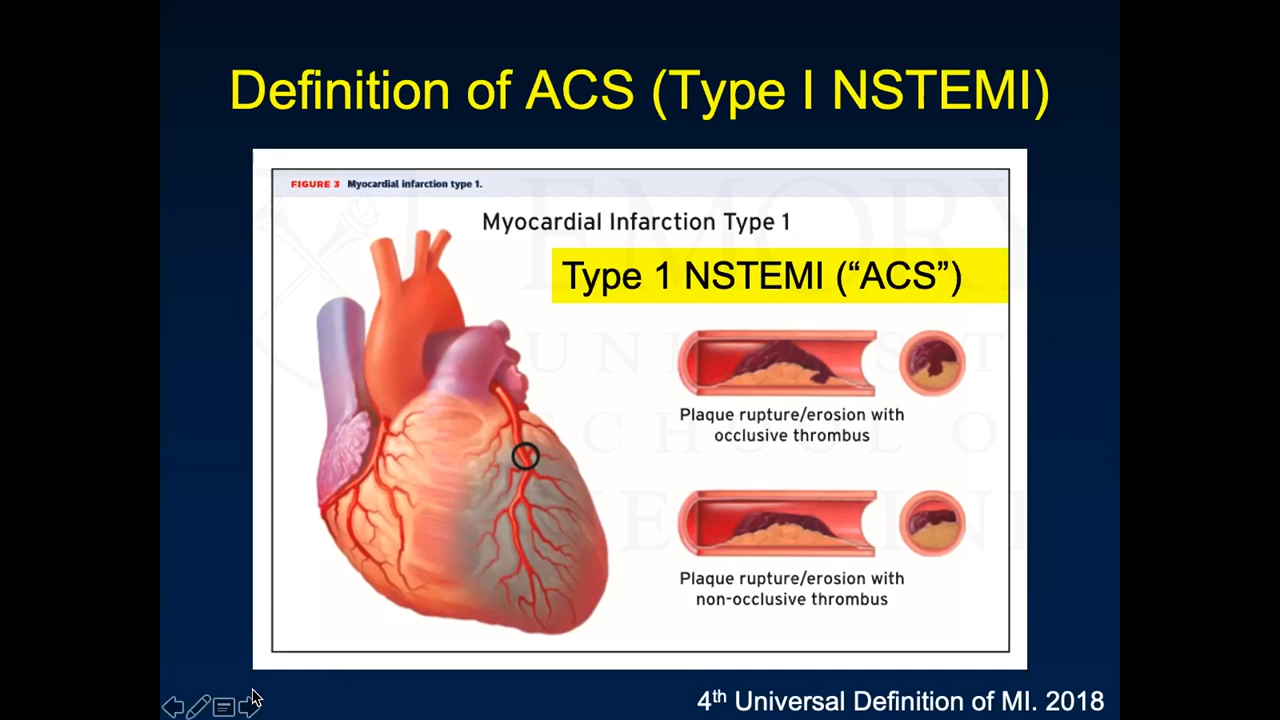 Definition of ACS (Type I NSTEMI)
FIGURE 3 Myocardial infarction type 1.
Myocardial Infarction Type 1
Type 1 NSTEMI (“ACS”)
Plaque rupture/erosion with
occlusive thrombus
Plaque rupture/erosion with
non-occlusive thrombus
4th Universal Definition of MI. 2018
EMORY